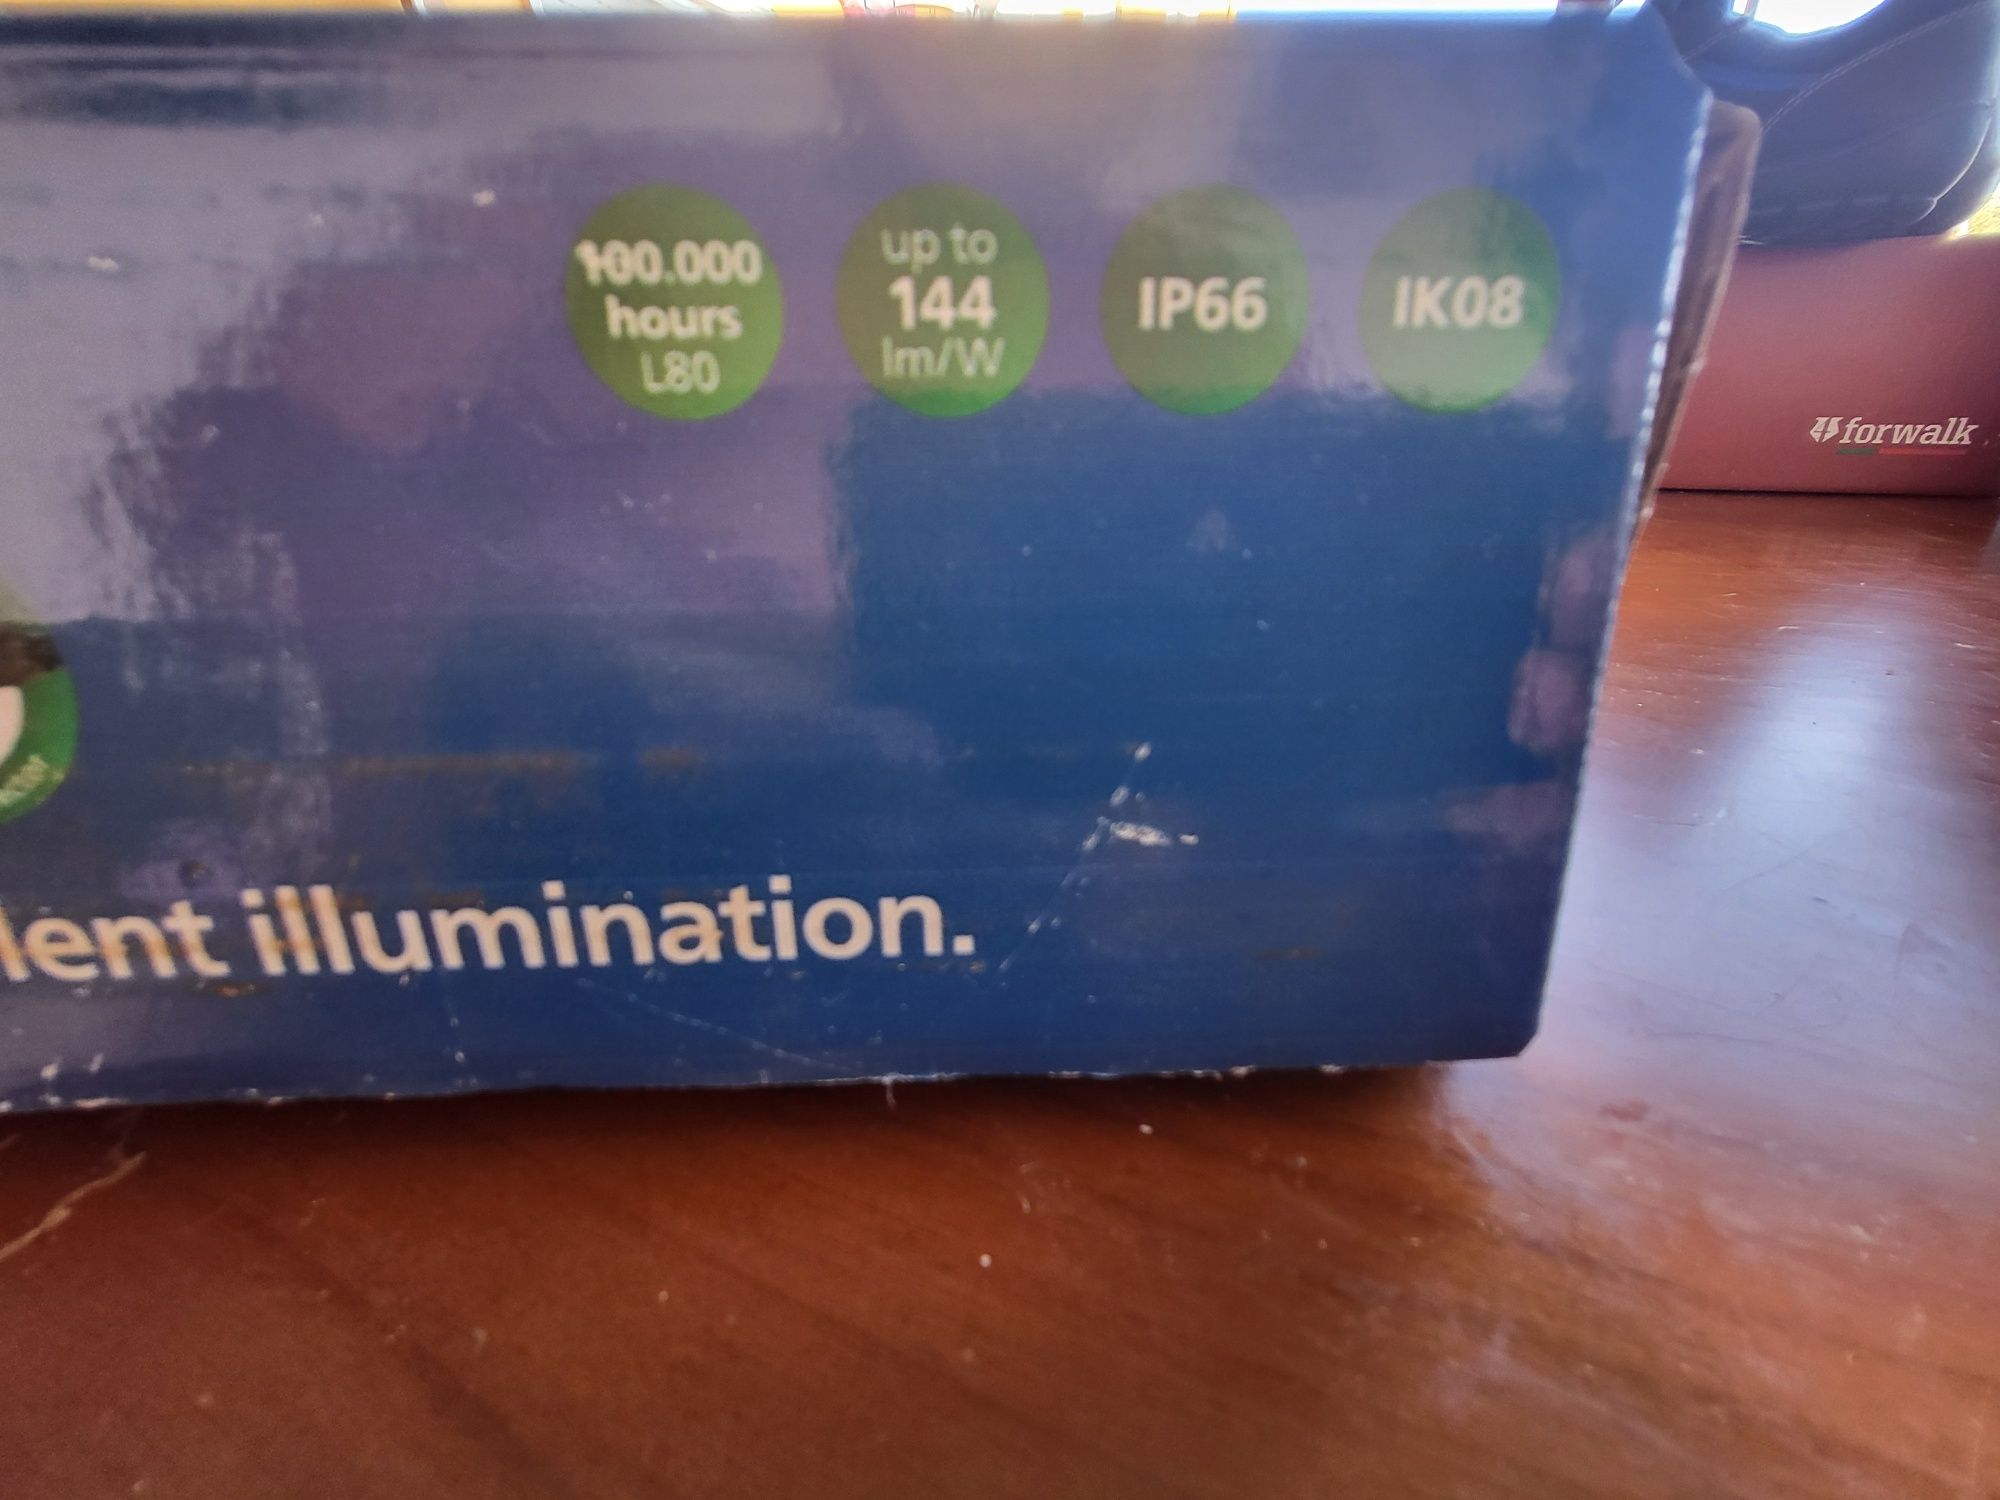 100.000
hours
L80
up to
144
lm/W
IP66
IK08
forwalk
lent illumination.